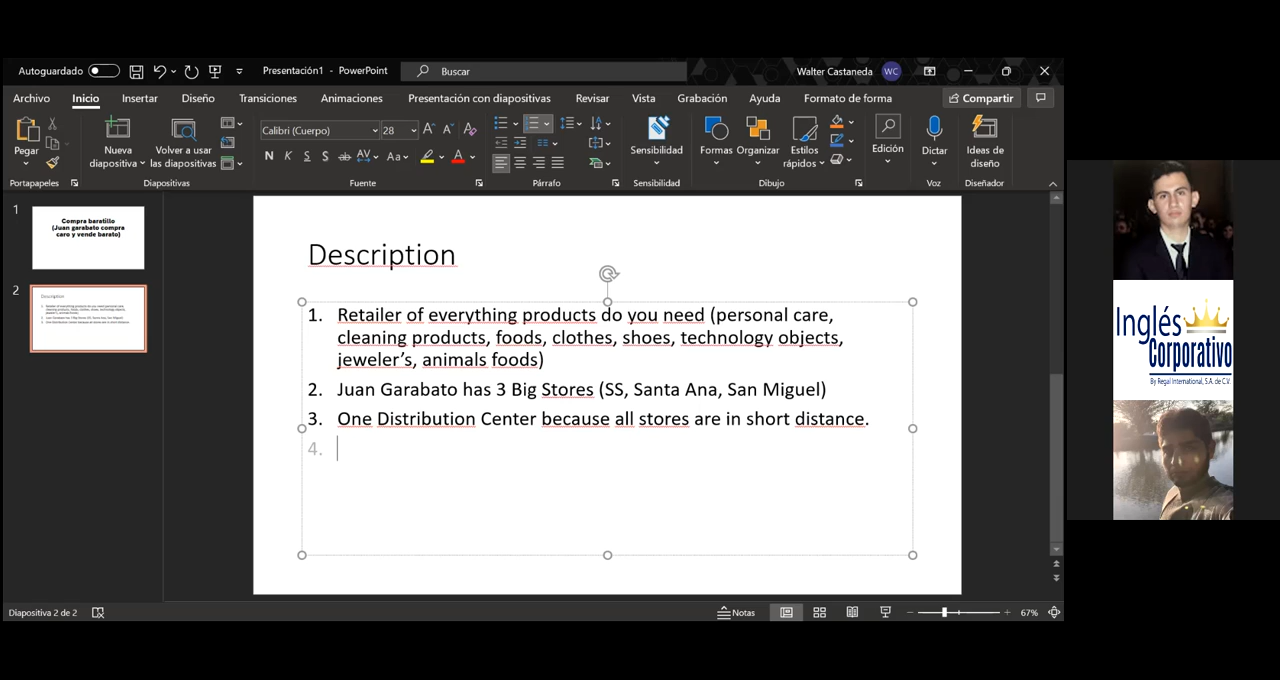 Autoguardado
Presentación1 - PowerPoint
Buscar
Walter Castaneda WC
Archivo Inicio Insertar Diseño Transiciones Animaciones Presentación con diapositivas Revisar Vista Grabación Ayuda Formato de forma Compartir
Pegar
Nueva
diapositiva
Volver a usar
las diapositivas
Calibri (Cuerpo) 28
N K S S ab AV Aa A
Sensibilidad
Formas
Organizar
Estilos
rápidos
Edición
Dictar
Ideas de
diseño
Portapapeles Diapositivas Fuente Párrafo Sensibilidad Dibujo Voz Diseñador
1
Compra baratillo
(Juan garabato compra
caro y vende barato)
2
Description
1. Retailer of everything products do you need (personal care,
cleaning products, foods, clothes, shoes, technology objects,
jeweler’s, animals foods)
2. Juan Garabato has 3 Big Stores (SS, Santa Ana, San Miguel)
3. One Distribution Center because all stores are in short distance.
4.
Inglés
Corporativo
By Regal International, S.A. de C.V.
Diapositiva 2 de 2
Notas
67%